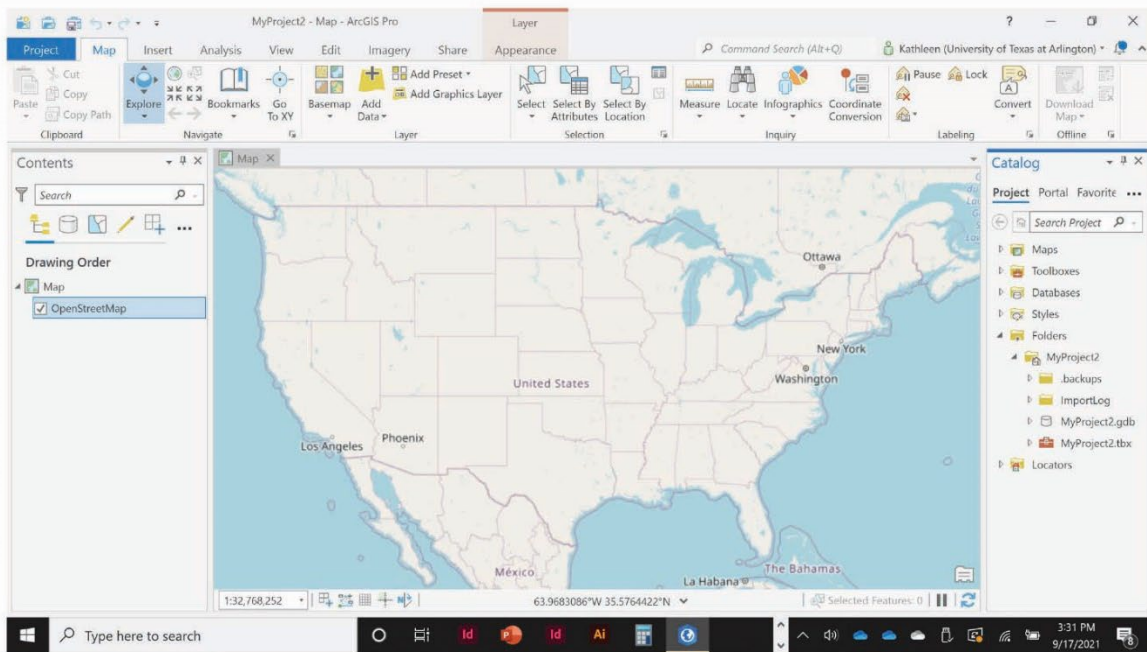 MyProject2 - Map - ArcGIS Pro
Layer
?
Project
Map
Insert
Analysis
View
Edit
Imagery
Share
Appearance
Command Search (Alt+Q)
Kathleen (University of Texas at Arlington)
Paste
Cut
Copy
Copy Path
Clipboard
Explore
Bookmarks
Go To XY
Navigate
Basemap
Add Data
Add Preset
Add Graphics Layer
Layer
Select
Select By Attributes
Select By Location
Selection
Measure
Locate
Infographics
Coordinate Conversion
Inquiry
Pause
Lock
Convert
Labeling
Download Map
Offline
Contents
Search
Drawing Order
Map
OpenStreetMap
Map
Ottawa
New York
Washington
United States
Los Angeles
Phoenix
México
La Habana
The Bahamas
1:32,768,252
63.9683086°W 35.5764422°N
Selected Features: 0
Catalog
Project Portal Favorite
Search Project
Maps
Toolboxes
Databases
Styles
Folders
MyProject2
.backups
ImportLog
MyProject2.gdb
MyProject2.tbx
Locators
Type here to search
Id
P
Id
Ai
3:31 PM
9/17/2021
8